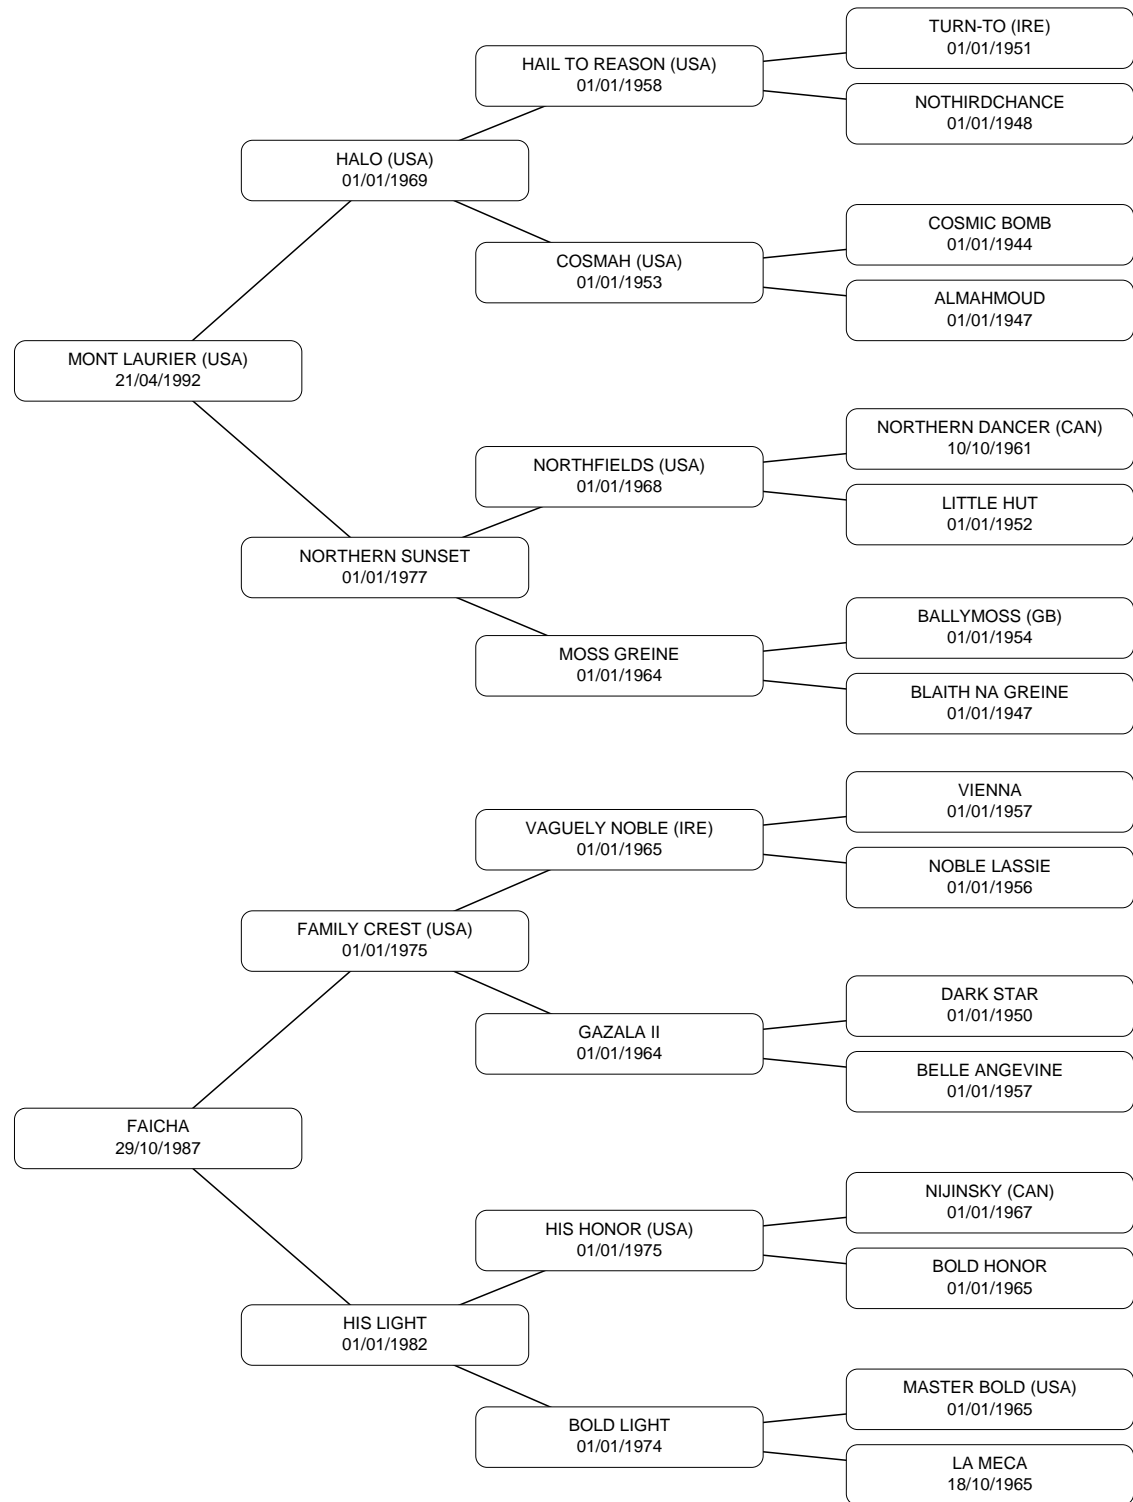 TURN-TO (IRE)
01/01/1951
HAIL TO REASON (USA)
01/01/1958
NOTHIRDCHANCE
01/01/1948
HALO (USA)
01/01/1969
COSMIC BOMB
01/01/1944
COSMAH (USA)
01/01/1953
ALMAHMOUD
01/01/1947
MONT LAURIER (USA)
21/04/1992
NORTHERN DANCER (CAN)
10/10/1961
NORTHFIELDS (USA)
01/01/1968
LITTLE HUT
01/01/1952
NORTHERN SUNSET
01/01/1977
BALLYMOSS (GB)
01/01/1954
MOSS GREINE
01/01/1964
BLAITH NA GREINE
01/01/1947
VIENNA
01/01/1957
VAGUELY NOBLE (IRE)
01/01/1965
NOBLE LASSIE
01/01/1956
FAMILY CREST (USA)
01/01/1975
DARK STAR
01/01/1950
GAZALA II
01/01/1964
BELLE ANGEVINE
01/01/1957
FAICHA
29/10/1987
NIJINSKY (CAN)
01/01/1967
HIS HONOR (USA)
01/01/1975
BOLD HONOR
01/01/1965
HIS LIGHT
01/01/1982
MASTER BOLD (USA)
01/01/1965
BOLD LIGHT
01/01/1974
LA MECA
18/10/1965